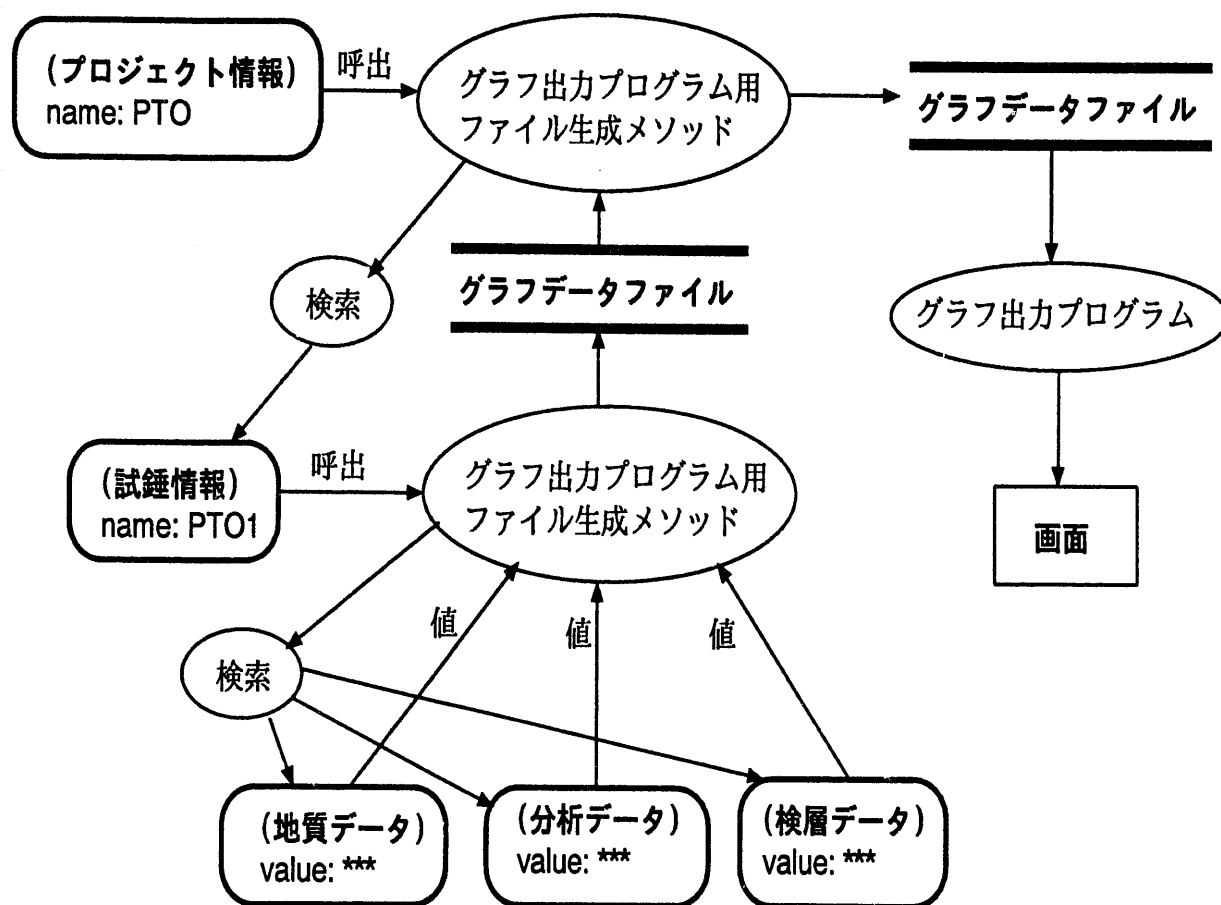 (プロジェクト情報)
name: PTO
呼出
グラフ出力プログラム用
ファイル生成メソッド
グラフデータファイル
検索
グラフデータファイル
グラフ出力プログラム
(試錐情報)
name: PTO1
呼出
グラフ出力プログラム用
ファイル生成メソッド
画面
値
値
値
検索
(地質データ)
value: ***
(分析データ)
value: ***
(検層データ)
value: ***